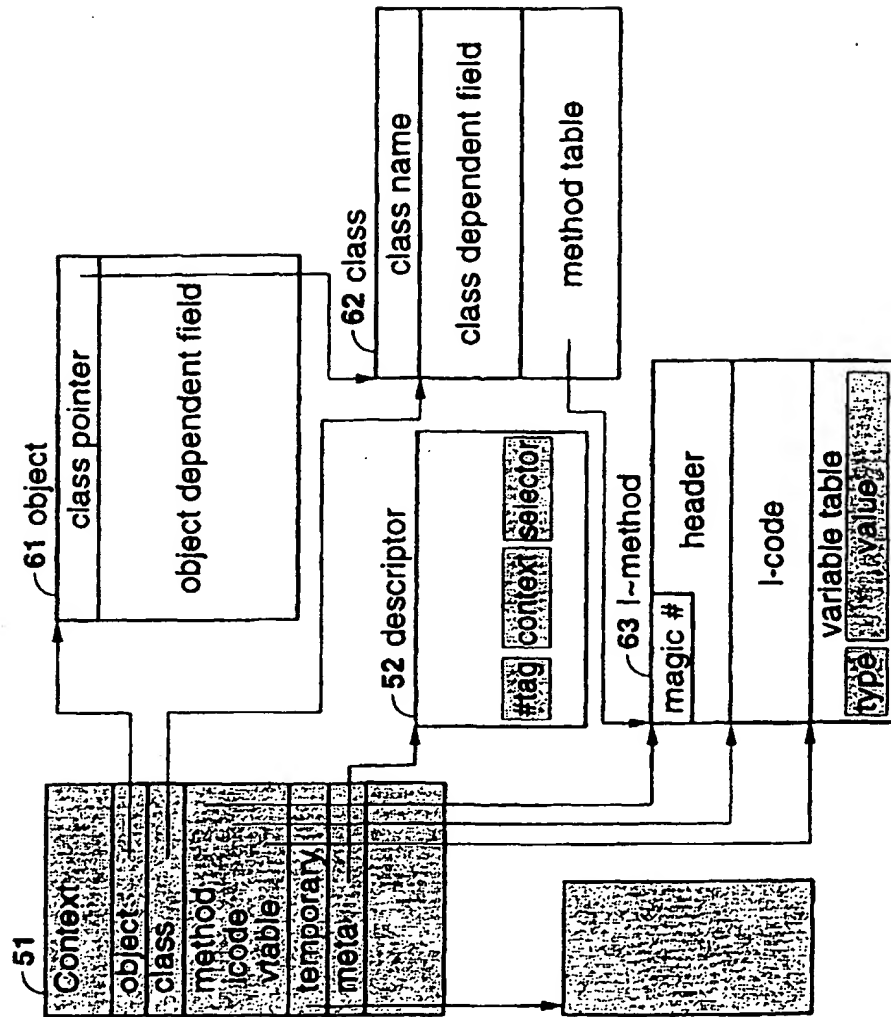 51
Context
object
class
method
icode
vtable
temporary
meta
61 object
class pointer
object dependent field
62 class
class name
class dependent field
method table
52 descriptor
#tag context selector
63 I~method
magic #
header
I-code
variable table
type value